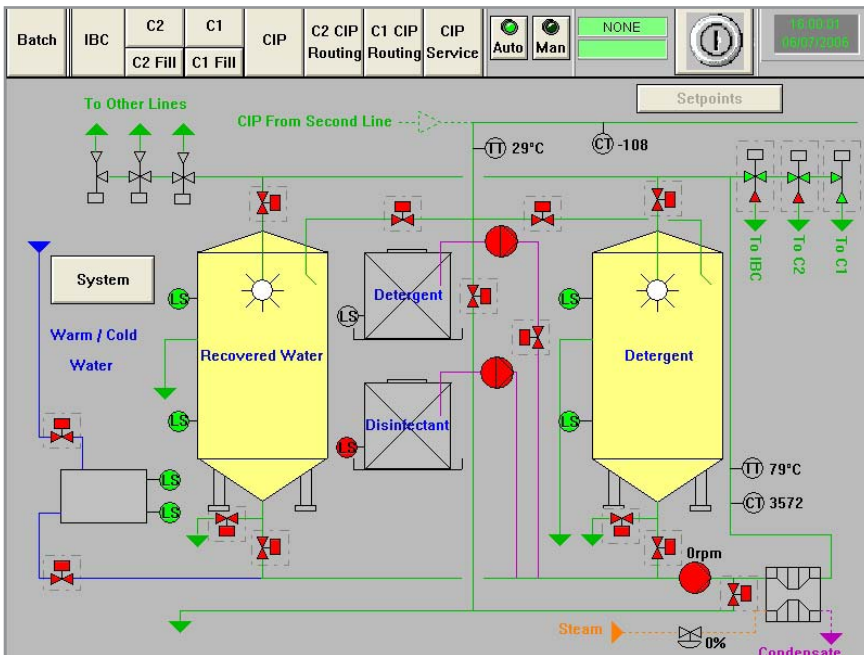 Batch
IBC
C2
C2 Fill
C1
C1 Fill
CIP
C2 CIP
Routing
C1 CIP
Routing
CIP
Service
Auto
Man
NONE
16:00:01
06/07/2006
Setpoints
To Other Lines
CIP From Second Line
TT 29°C
CT -108
To IBC
To C2
To C1
System
Warm / Cold
Water
LS
Recovered Water
LS
LS
Detergent
LS
Disinfectant
LS
Detergent
LS
LS
LS
LS
TT 79°C
CT 3572
0rpm
Steam
0%
Condensate